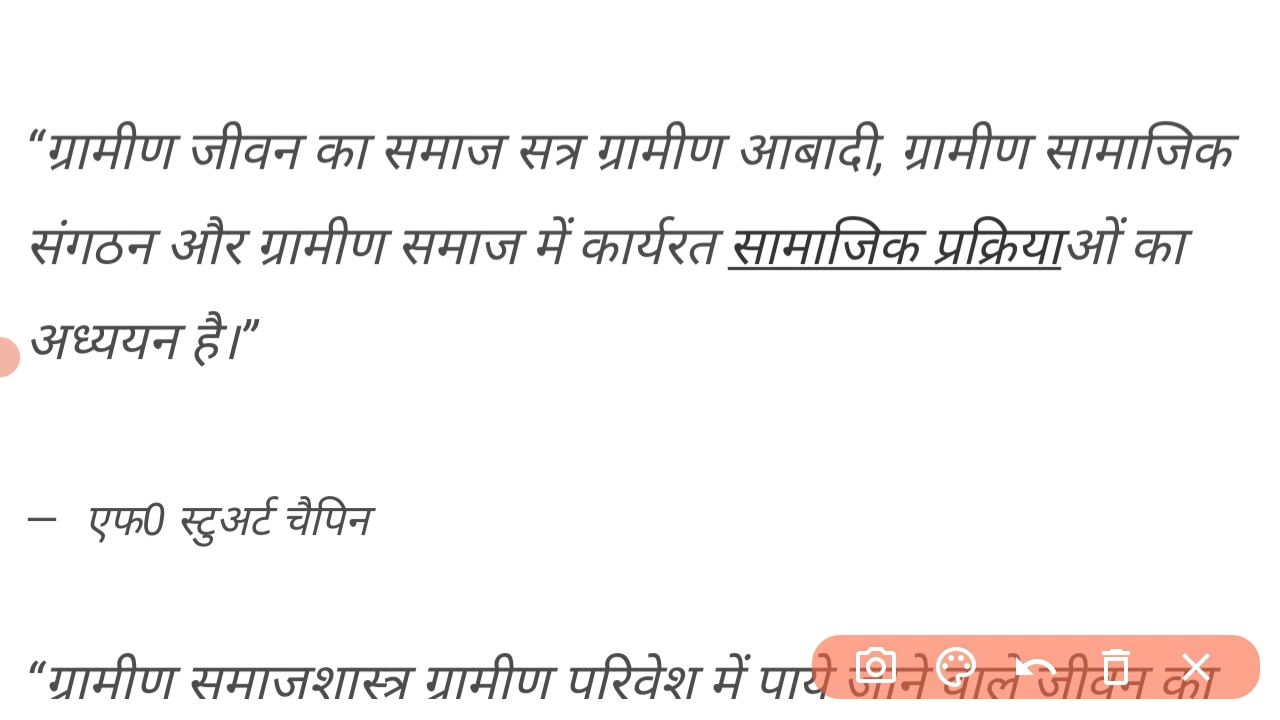 “ग्रामीण जीवन का समाज सत्र ग्रामीण आबादी, ग्रामीण सामाजिक
संगठन और ग्रामीण समाज में कार्यरत सामाजिक प्रक्रियाओं का
अध्ययन है।”
— एफ0 स्टुअर्ट चैपिन
“ग्रामीण समाजशास्त्र ग्रामीण परिवेश में पाये जाने वाले जीवन का